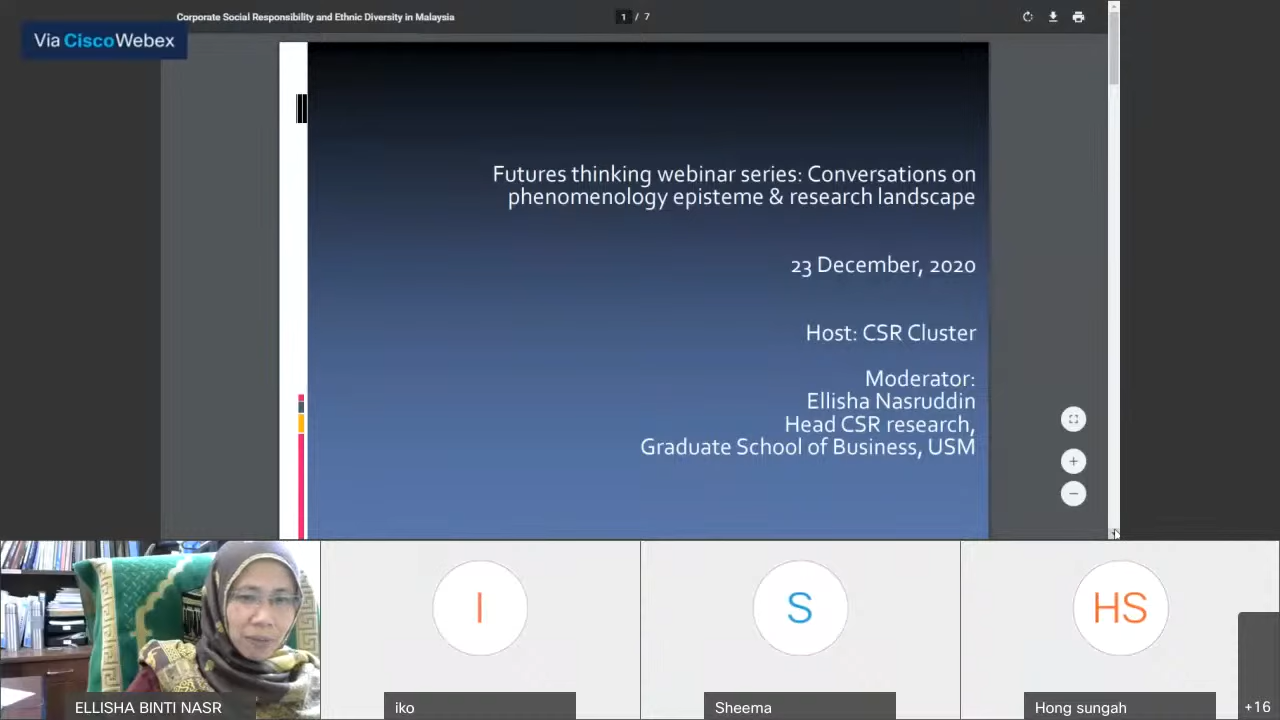 Corporate Social Responsibility and Ethnic Diversity in Malaysia
1 / 7
Via CiscoWebex
Futures thinking webinar series: Conversations on
phenomenology episteme & research landscape
23 December, 2020
Host: CSR Cluster
Moderator:
Ellisha Nasruddin
Head CSR research,
Graduate School of Business, USM
I
S
HS
ELLISHA BINTI NASR
iko
Sheema
Hong sungah
+16